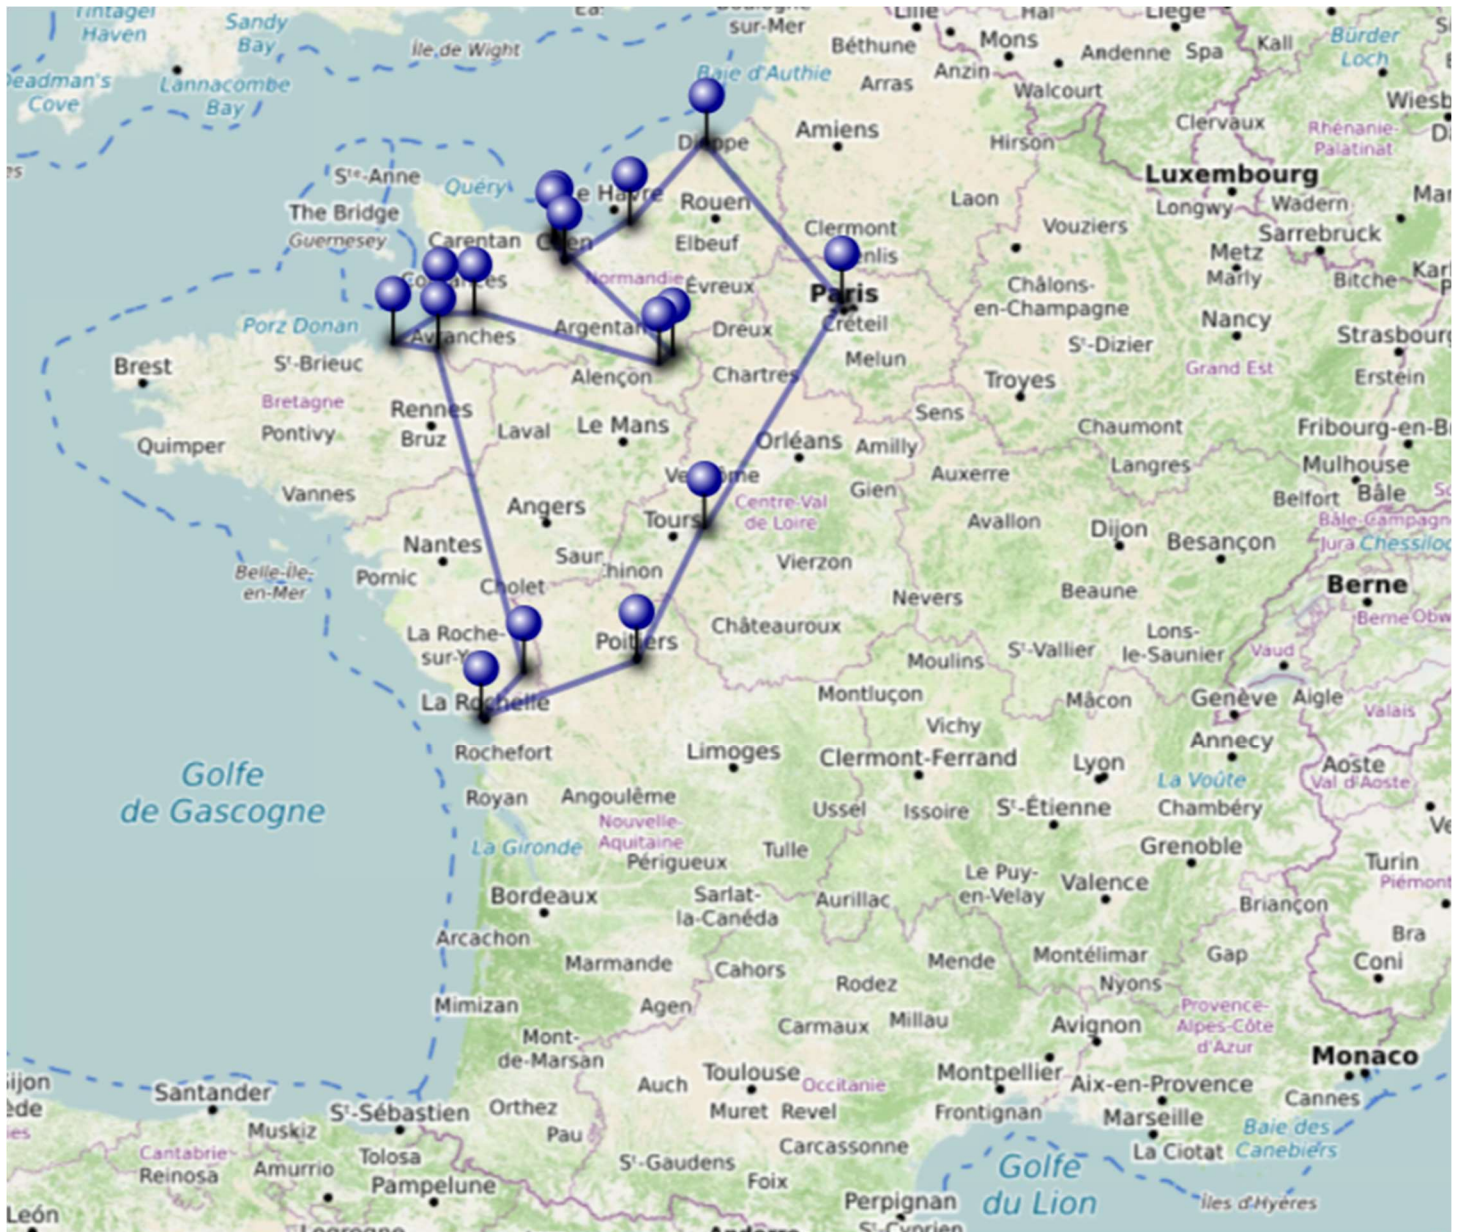 Tintagel
Haven
Sandy
Bay
sur-Mer
Lille
Hal
Liège
Île de Wight
Béthune
Mons
Andenne
Spa
Kall
Bürder
Loch
Deadman's
Cove
Lannacombe
Bay
Baie d'Authie
Anzin
Arras
Walcourt
Amiens
Hirson
Clervaux
Rhénanie-
Palatinat
Sᵗᵉ-Anne
Quéry
Le Havre
Rouen
Laon
Luxembourg
Longwy
Wadern
The Bridge
Guernesey
Carentan
Caen
Elbeuf
Clermont
Senlis
Vouziers
Sarrebruck
Metz
Marly
Bitche
Coutances
Normandie
Évreux
Paris
Créteil
Châlons-
en-Champagne
Nancy
Porz Donan
Avranches
Argentan
Dreux
Sᵗ-Dizier
Strasbourg
Brest
Sᵗ-Brieuc
Alençon
Chartres
Melun
Troyes
Grand Est
Erstein
Bretagne
Rennes
Bruz
Laval
Le Mans
Sens
Chaumont
Fribourg-en-B
Quimper
Pontivy
Orléans
Amilly
Auxerre
Langres
Mulhouse
Vannes
Angers
Vendôme
Centre-Val
de Loire
Gien
Belfort
Bâle
Tours
Avallon
Dijon
Besançon
Bâle-Campagn
Jura
Nantes
Pornic
Chinon
Vierzon
Belle-Île-
en-Mer
Cholet
Nevers
Beaune
Berne
La Roche-
Poitiers
Châteauroux
Moulins
Sᵗ-Vallier
Lons-
le-Saunier
Vaud
La Rochelle
Montluçon
Mâcon
Genève
Aigle
Valais
Rochefort
Limoges
Vichy
Clermont-Ferrand
Lyon
Annecy
Aoste
Val d'Aoste
Golfe
de Gascogne
Royan
Angoulême
Ussel
Issoire
Sᵗ-Étienne
La Voûte
Chambéry
La Gironde
Nouvelle-
Aquitaine
Périgueux
Tulle
Grenoble
Turin
Piémont
Bordeaux
Sarlat-
la-Canéda
Aurillac
Le Puy-
en-Velay
Valence
Briançon
Arcachon
Marmande
Cahors
Mende
Montélimar
Gap
Bra
Coni
Mimizan
Agen
Rodez
Nyons
Mont-
de-Marsan
Carmaux
Millau
Avignon
Provence-
Alpes-Côte
d'Azur
Monaco
Santander
Sᵗ-Sébastien
Orthez
Auch
Toulouse
Occitanie
Montpellier
Aix-en-Provence
Cannes
Muskiz
Pau
Muret
Revel
Frontignan
Marseille
Baie des
Canebiers
Cantabrie
Reinosa
Amurrio
Tolosa
Pampelune
Sᵗ-Gaudens
Carcassonne
La Ciotat
Foix
Golfe
du Lion
Îles d'Hyères
León
Perpignan